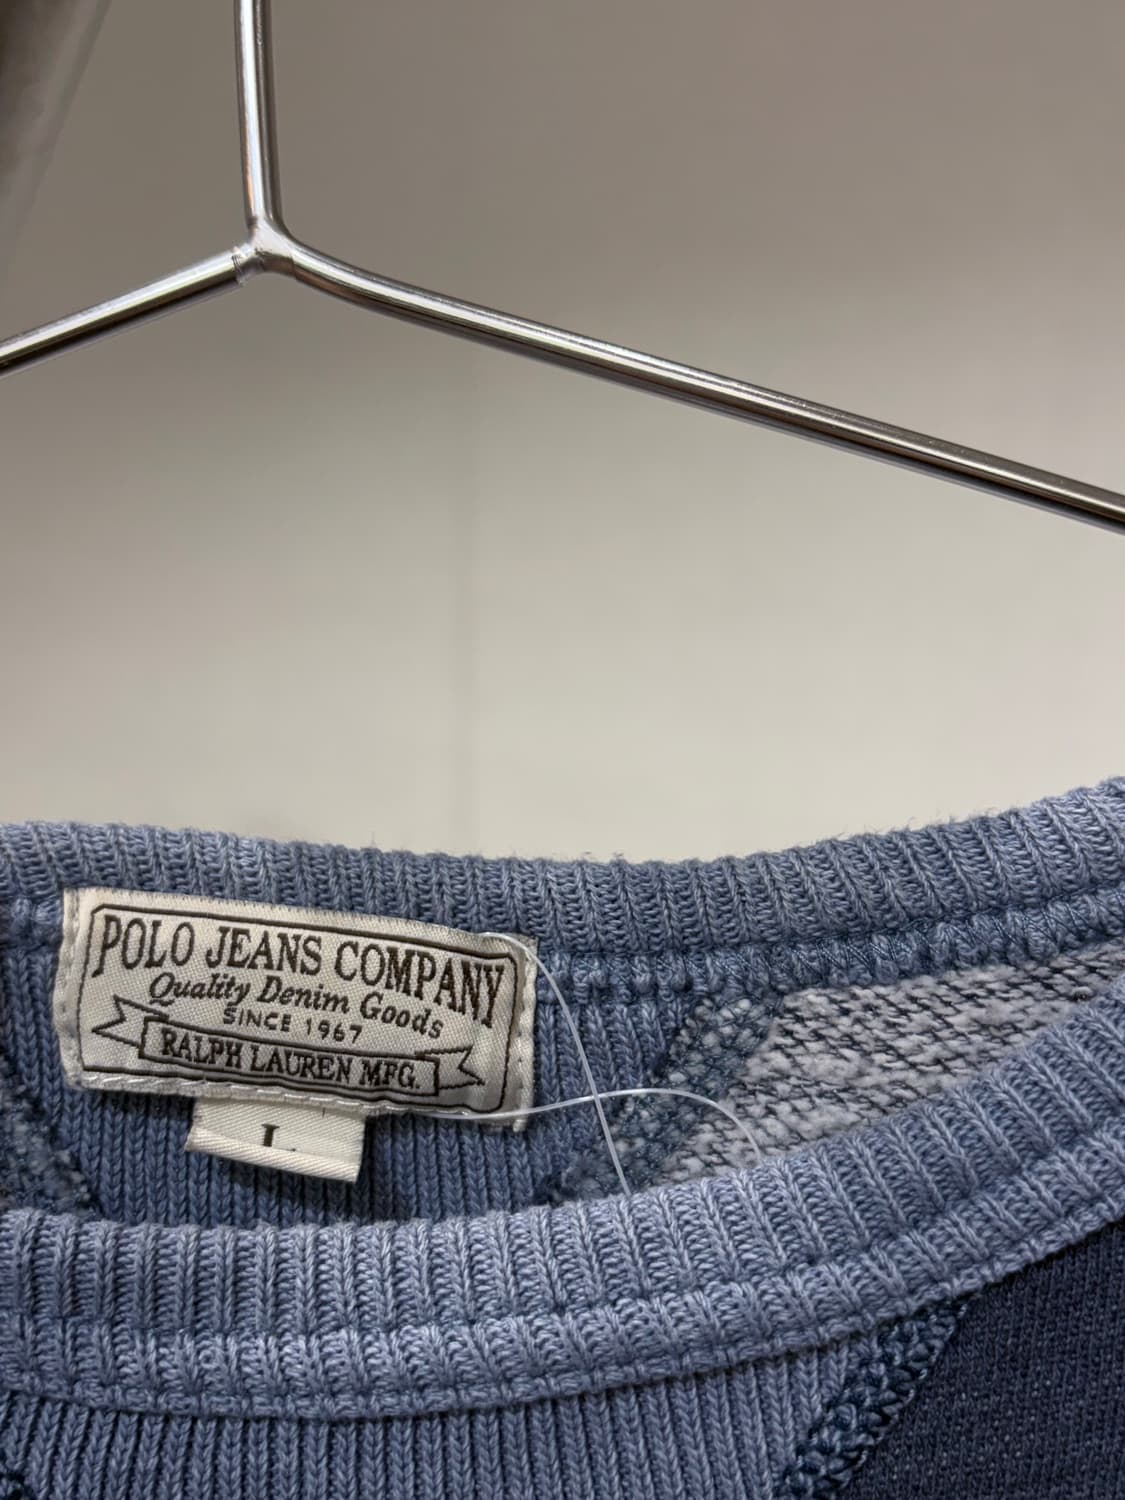 POLO JEANS COMPANY
Quality Denim Goods
SINCE 1967
RALPH LAUREN MFG.
L